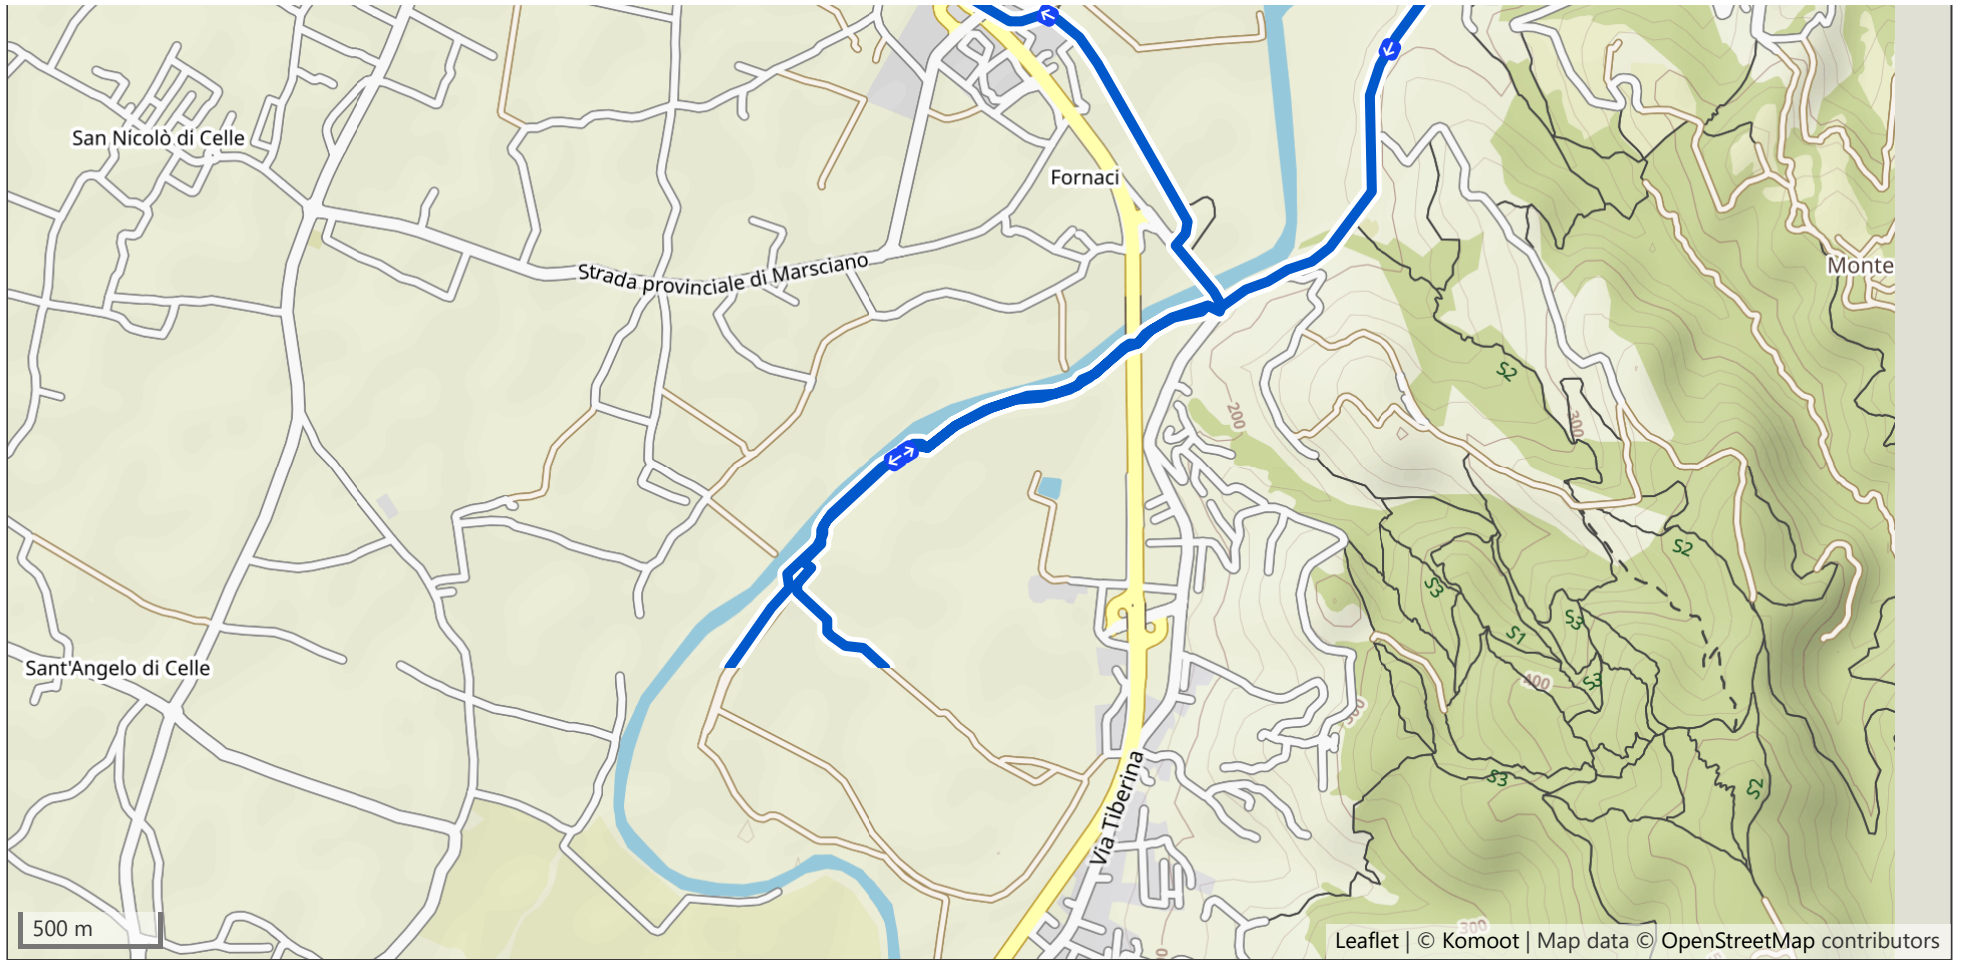 San Nicolò di Celle
Fornaci
Strada provinciale di Marsciano
Monte
S2
200
300
S2
S3
S3
S1
S3
400
300
Sant'Angelo di Celle
S3
S2
Via Tiberina
300
500 m
Leaflet | © Komoot | Map data © OpenStreetMap contributors